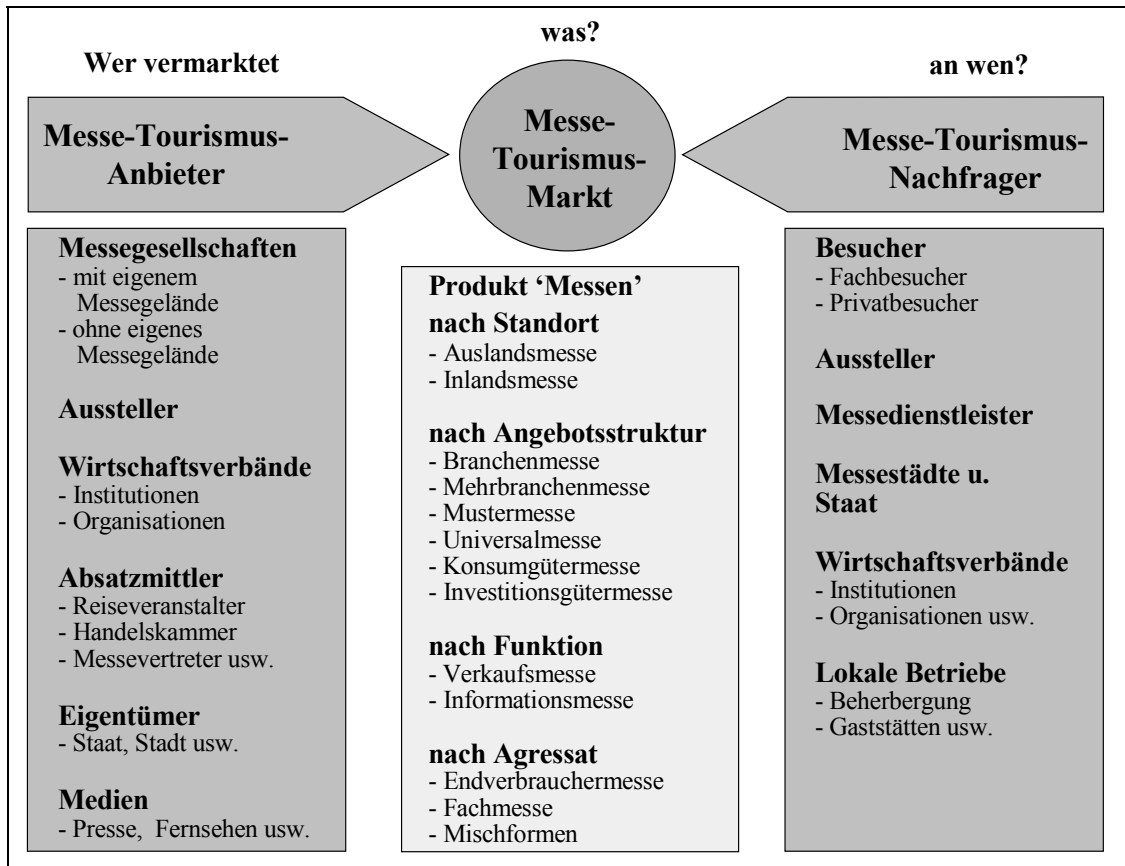 Wer vermarktet
was?
an wen?
Messe-Tourismus-
Anbieter
Messe-
Tourismus-
Markt
Messe-Tourismus-
Nachfrager
Messegesellschaften
- mit eigenem
Messegelände
- ohne eigenes
Messegelände
Aussteller
Wirtschaftsverbände
- Institutionen
- Organisationen
Absatzmittler
- Reiseveranstalter
- Handelskammer
- Messevertreter usw.
Eigentümer
- Staat, Stadt usw.
Medien
- Presse, Fernsehen usw.
Produkt ‘Messen’
nach Standort
- Auslandsmesse
- Inlandsmesse
nach Angebotsstruktur
- Branchenmesse
- Mehrbranchenmesse
- Mustermesse
- Universalmesse
- Konsumgütermesse
- Investitionsgütermesse
nach Funktion
- Verkaufsmesse
- Informationsmesse
nach Agressat
- Endverbrauchermesse
- Fachmesse
- Mischformen
Besucher
- Fachbesucher
- Privatbesucher
Aussteller
Messedienstleister
Messestädte u.
Staat
Wirtschaftsverbände
- Institutionen
- Organisationen usw.
Lokale Betriebe
- Beherbergung
- Gaststätten usw.